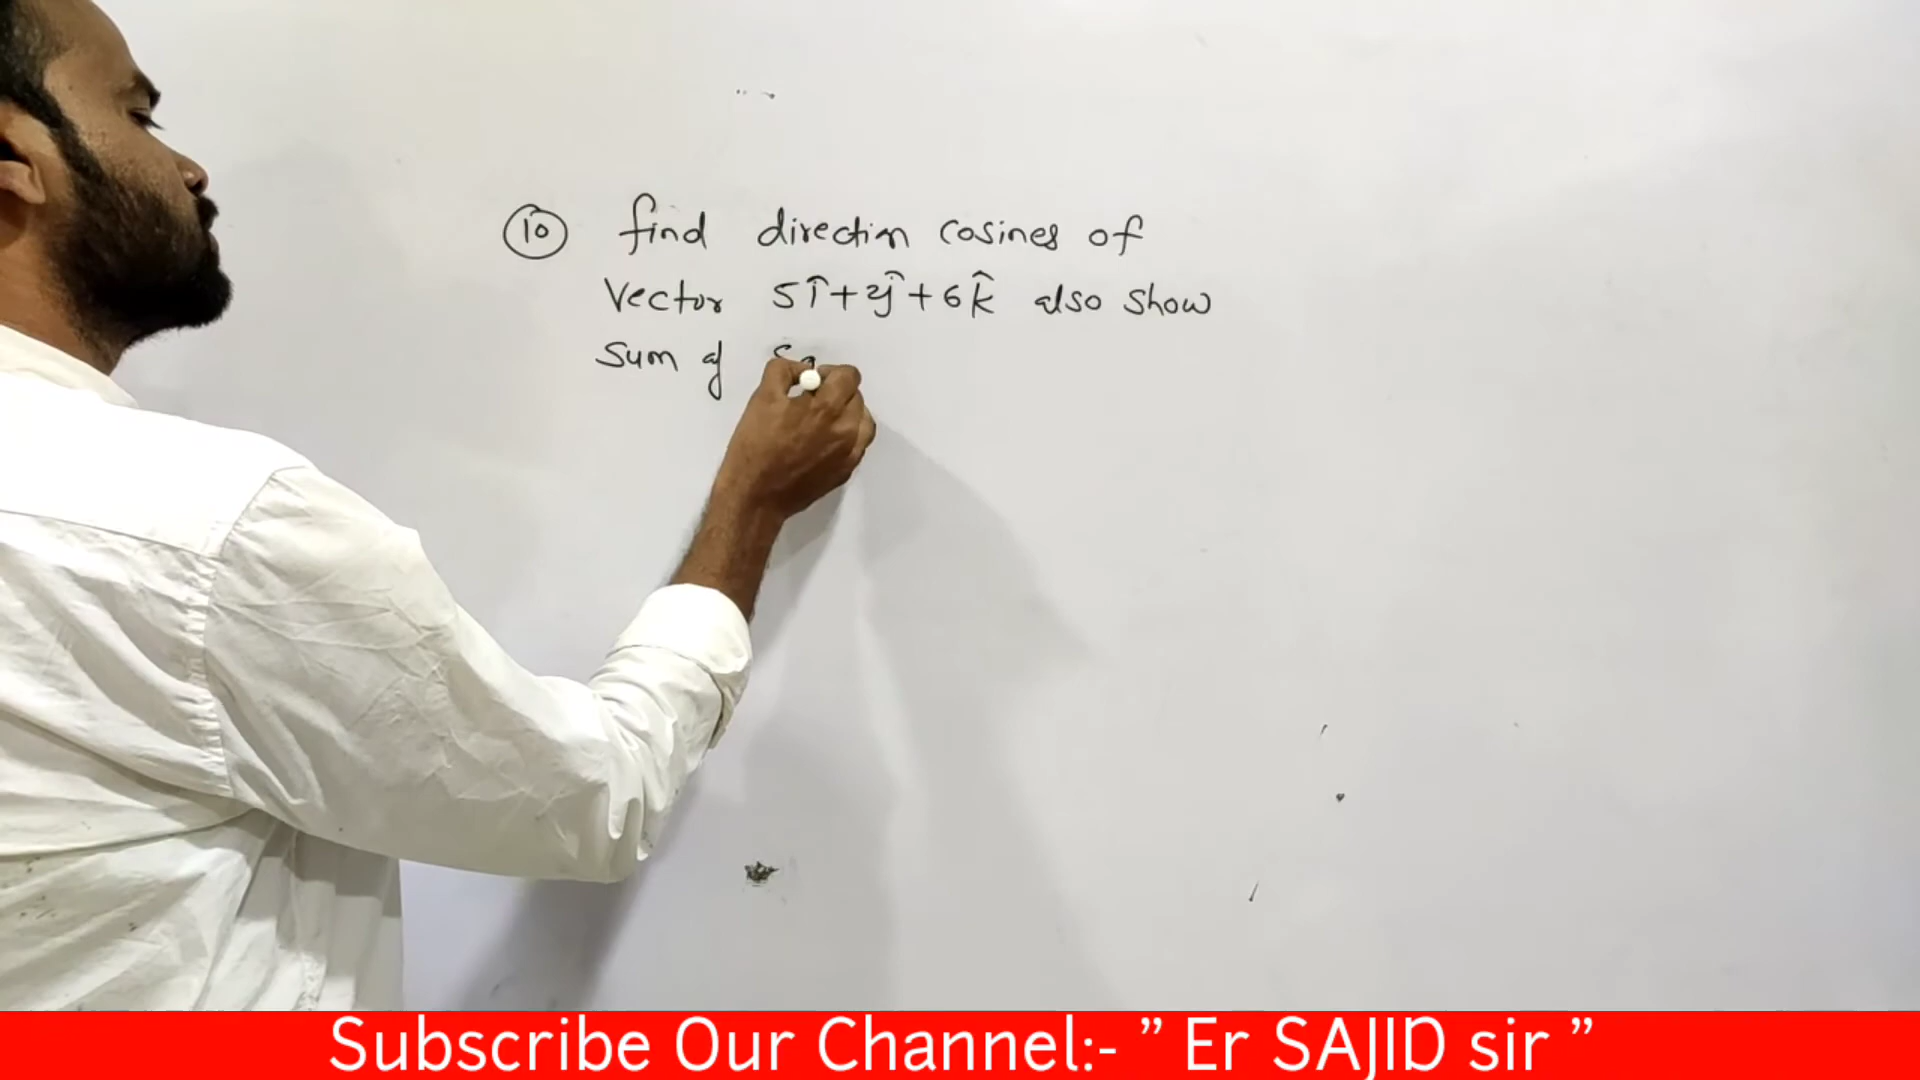 10 find direction cosines of
vector 5î+2ĵ+6k̂ also show
sum of
Subscribe Our Channel:- ” Er SAJID sir ”